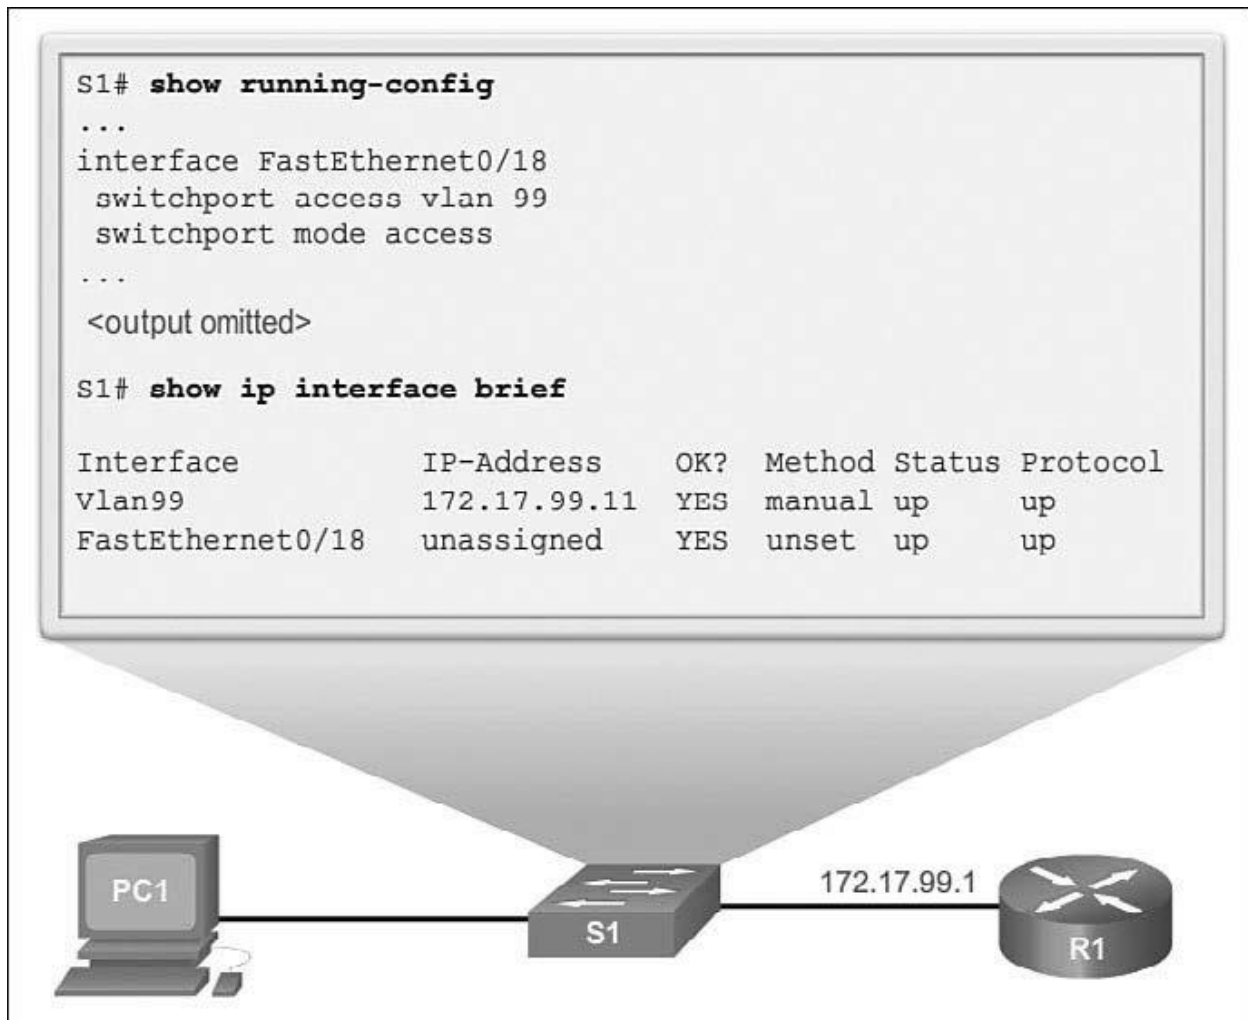 S1# show running-config
...
interface FastEthernet0/18
 switchport access vlan 99
 switchport mode access
...
<output omitted>
S1# show ip interface brief
Interface IP-Address OK? Method Status Protocol
Vlan99 172.17.99.11 YES manual up up
FastEthernet0/18 unassigned YES unset up up
172.17.99.1
PC1
S1
R1